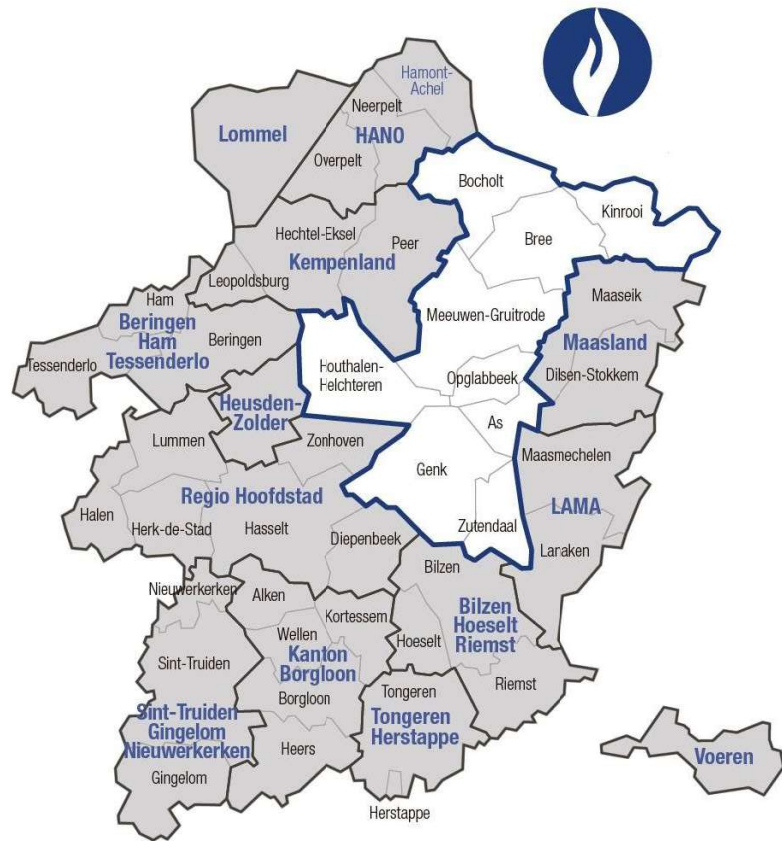 Hamont-
Achel
Neerpelt
HANO
Lommel
Overpelt
Bocholt
Kinrooi
Hechtel-Eksel
Peer
Bree
Kempenland
Leopoldsburg
Ham
Maaseik
Meeuwen-Gruitrode
Beringen
Ham
Tessenderlo
Beringen
Maasland
Tessenderlo
Houthalen-
Helchteren
Opglabbeek
Dilsen-Stokkem
Heusden-
Zolder
As
Lummen
Zonhoven
Maasmechelen
Genk
Regio Hoofdstad
LAMA
Halen
Herk-de-Stad
Hasselt
Zutendaal
Diepenbeek
Laraken
Bilzen
Nieuwerkerken
Alken
Kortessem
Bilzen
Hoeselt
Riemst
Wellen
Hoeselt
Sint-Truiden
Kanton
Borgloon
Riemst
Tongeren
Borgloon
Sint-Truiden
Gingelom
Nieuwerkerken
Tongeren
Herstappe
Heers
Voeren
Gingelom
Herstappe